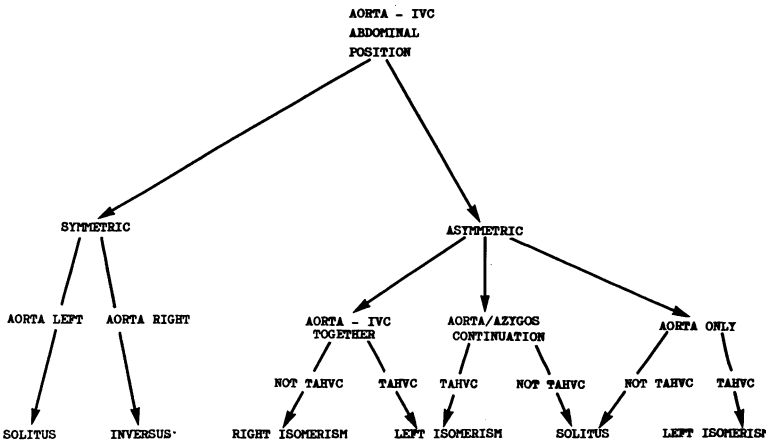 AORTA - IVC
ABDOMINAL
POSITION
SYMMETRIC
ASYMMETRIC
AORTA LEFT
AORTA RIGHT
AORTA - IVC
TOGETHER
AORTA/AZYGOS
CONTINUATION
AORTA ONLY
NOT TAHVC
TAHVC
TAHVC
NOT TAHVC
NOT TAHVC
TAHVC
SOLITUS
INVERSUS
RIGHT ISOMERISM
LEFT ISOMERISM
SOLITUS
LEFT ISOMERISM